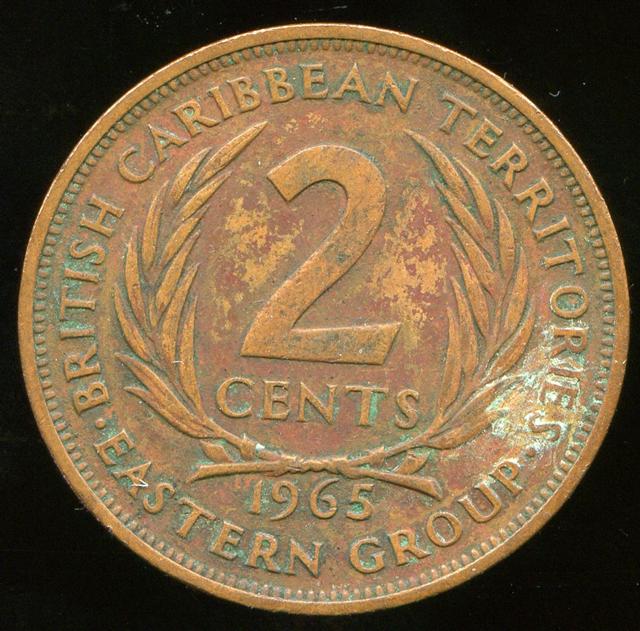 BRITISH CARIBBEAN TERRITORIES
2
CENTS
1965
· EASTERN GROUP ·